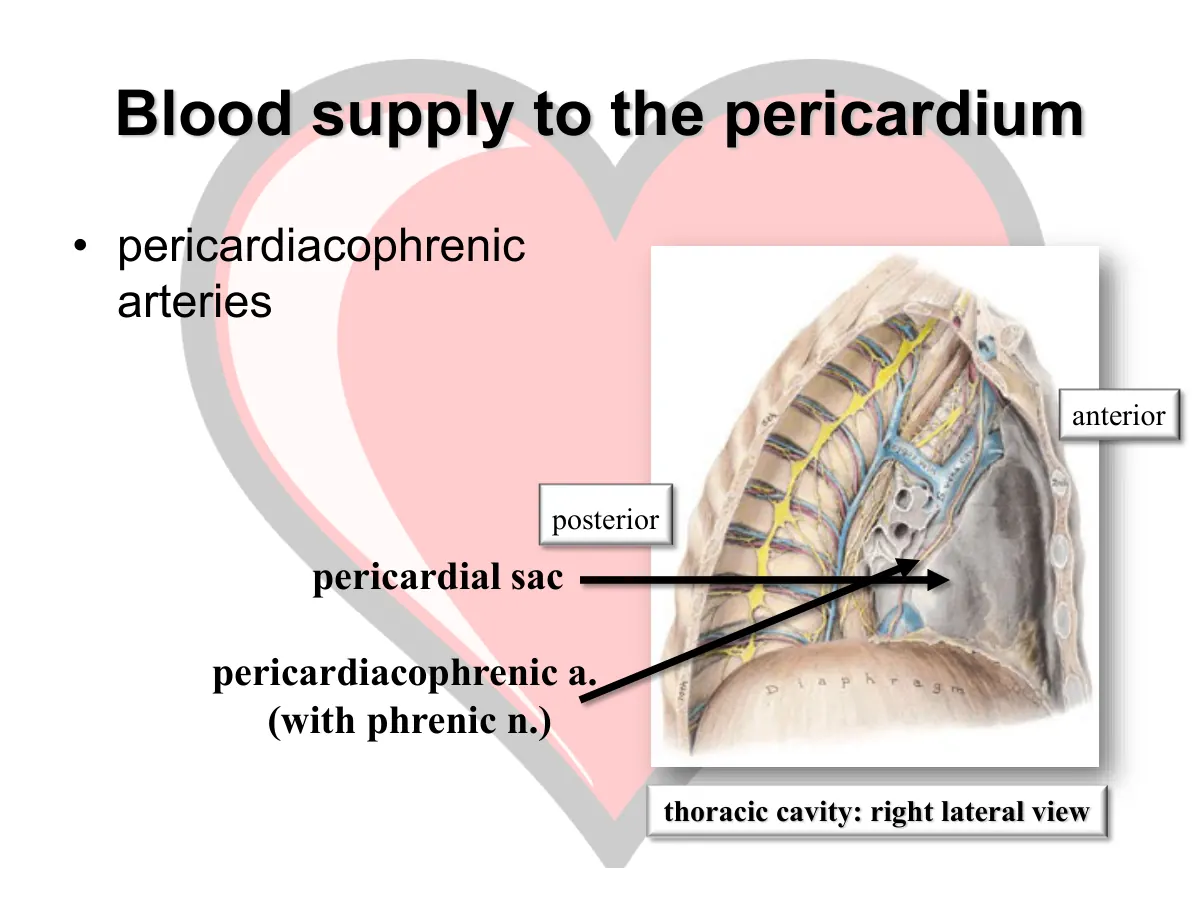 Blood supply to the pericardium
• pericardiacophrenic
arteries
anterior
posterior
pericardial sac
pericardiacophrenic a.
(with phrenic n.)
Diaphragm
thoracic cavity: right lateral view